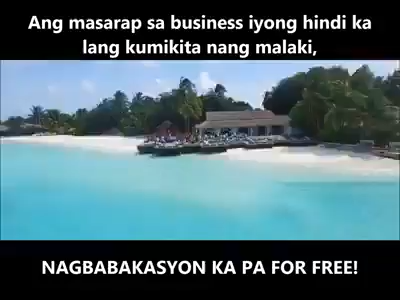 Ang masarap sa business iyong hindi ka
lang kumikita nang malaki,
NAGBABAKASYON KA PA FOR FREE!